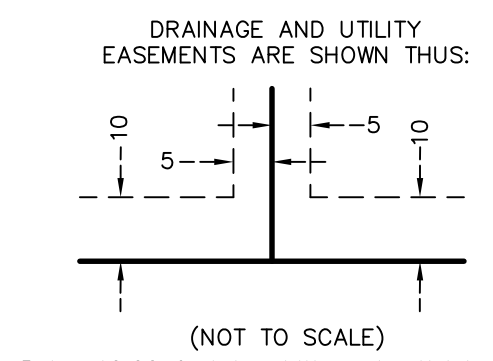 DRAINAGE AND UTILITY
EASEMENTS ARE SHOWN THUS:
10
5
5
10
(NOT TO SCALE)